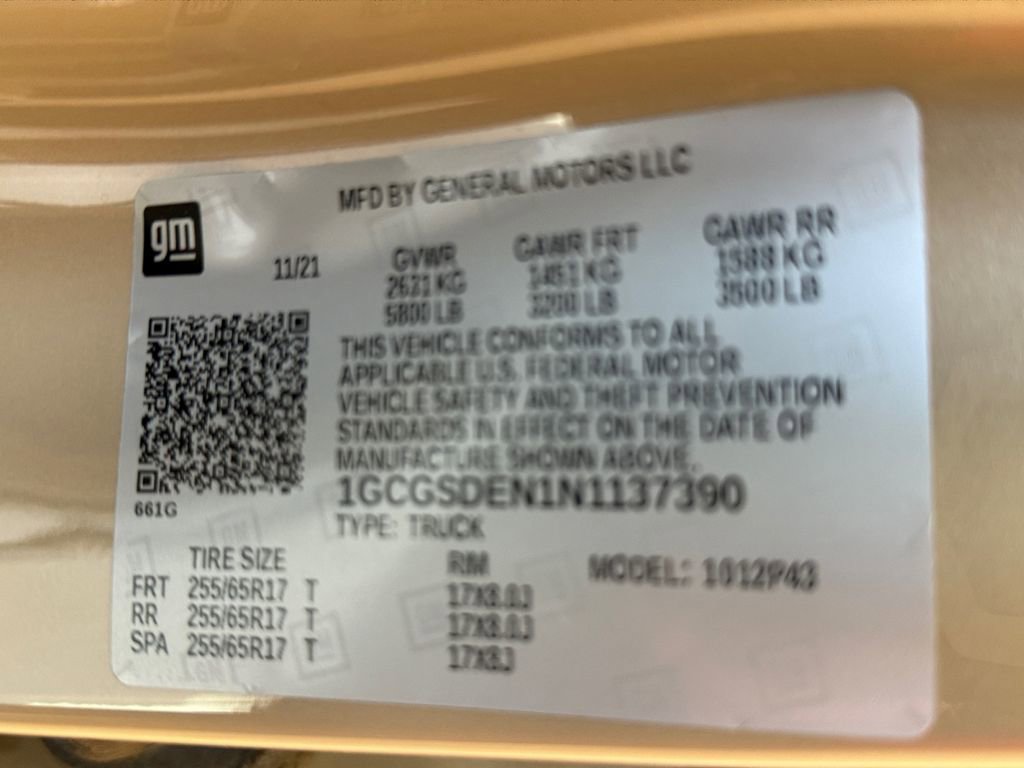 MFD BY GENERAL MOTORS LLC
gm
11/21
GVWR GAWR FRT GAWR RR
2631 KG 1451 KG 1588 KG
5800 LB 3200 LB 3500 LB
THIS VEHICLE CONFORMS TO ALL
APPLICABLE U.S. FEDERAL MOTOR
VEHICLE SAFETY AND THEFT PREVENTION
STANDARDS IN EFFECT ON THE DATE OF
MANUFACTURE SHOWN ABOVE.
1GCGSDEN1N1137390
661G
TYPE: TRUCK
TIRE SIZE RIM MODEL:
FRT 255/65R17 T 17X8.0J
RR 255/65R17 T 17X8.0J
SPA 255/65R17 T 17X8J